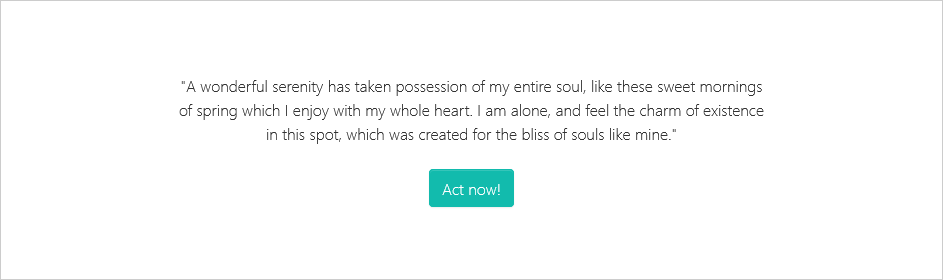 "A wonderful serenity has taken possession of my entire soul, like these sweet mornings
of spring which I enjoy with my whole heart. I am alone, and feel the charm of existence
in this spot, which was created for the bliss of souls like mine."
Act now!